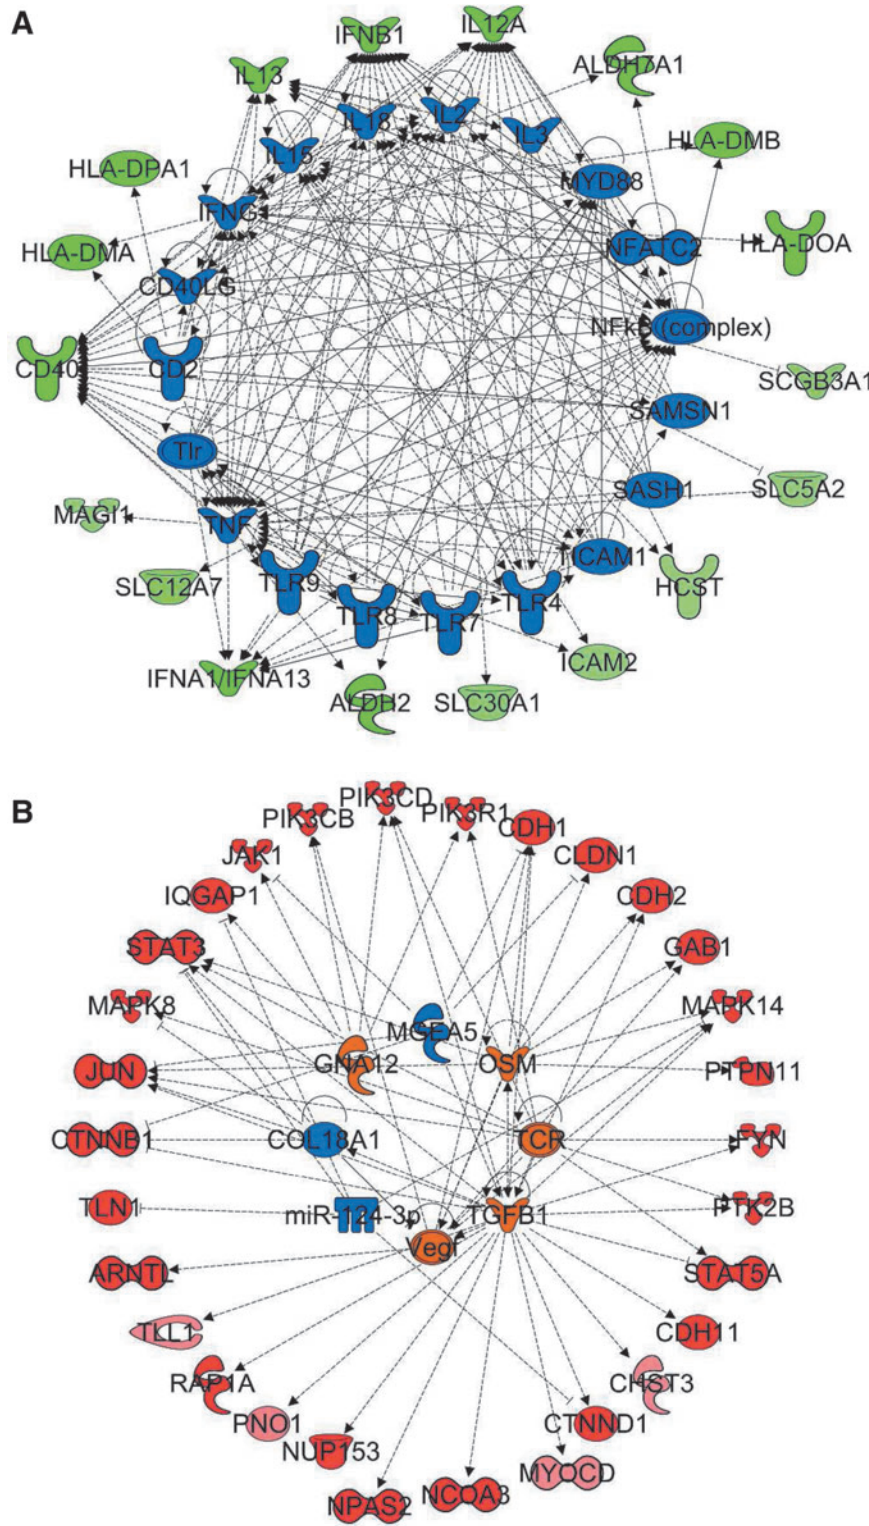 A
IFNB1
IL12A
IL13
ALDH7A1
IL18
IL2
IL3
HLA-DMB
IL15
HLA-DPA1
MYD88
IFNG
HLA-DMA
NFATC2
HLA-DOA
CD40LG
NFkB (complex)
CD40
CD2
SCGB3A1
SAMSN1
Tlr
SASH1
SLC5A2
MAGI1
TNF
TICAM1
SLC12A7
TLR9
HCST
TLR8
TLR7
TLR4
IFNA1/IFNA13
ICAM2
ALDH2
SLC30A1
B
PIK3CD
PIK3CB
PIK3R1
CDH1
JAK1
CLDN1
IQGAP1
CDH2
STAT3
GAB1
MAPK8
MAPK14
MGEA5
GNA12
OSM
JUN
PTPN11
CTNNB1
COL18A1
TCR
FYN
TLN1
miR-124-3p
TGFB1
PTK2B
Vegf
ARNTL
STAT5A
TLL1
CDH11
RAP1A
CHST3
PNO1
CTNND1
NUP153
MYOCD
NPAS2
NCOA3